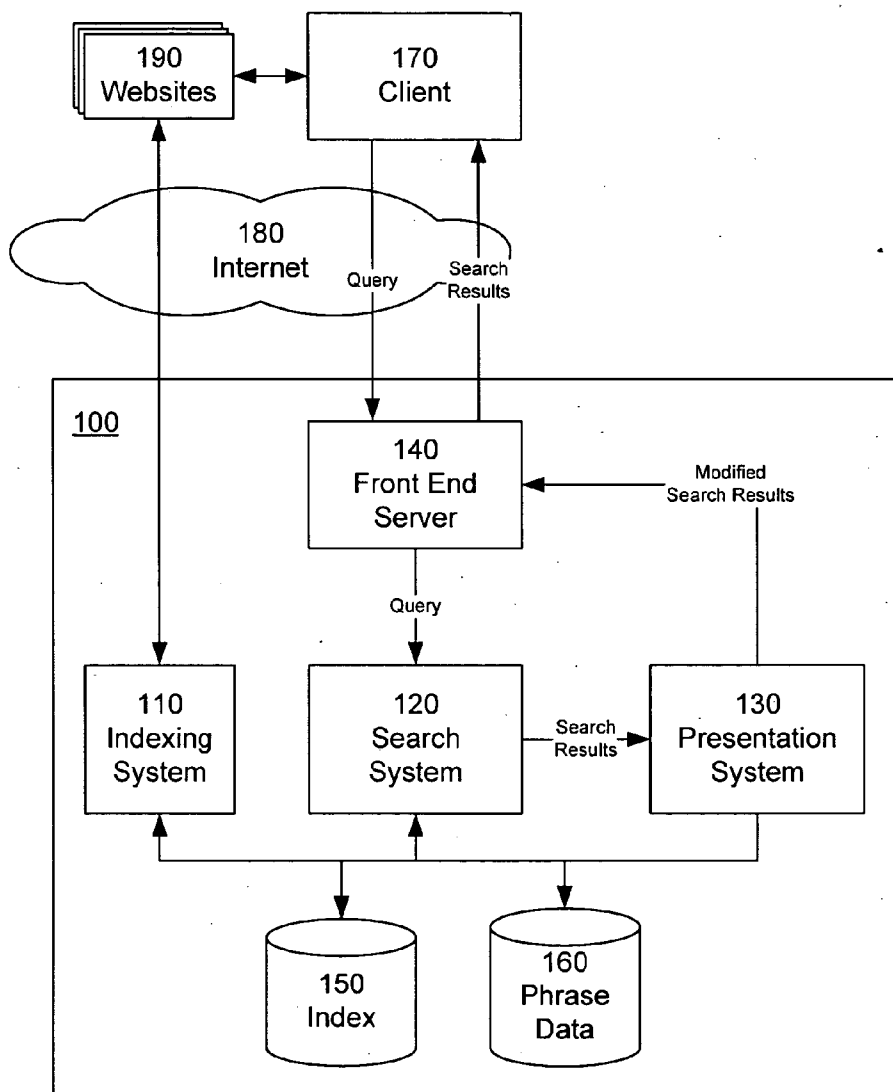 190
Websites
170
Client
180
Internet
Query
Search
Results
100
140
Front End
Server
Modified
Search Results
Query
110
Indexing
System
120
Search
System
Search
Results
130
Presentation
System
150
Index
160
Phrase
Data